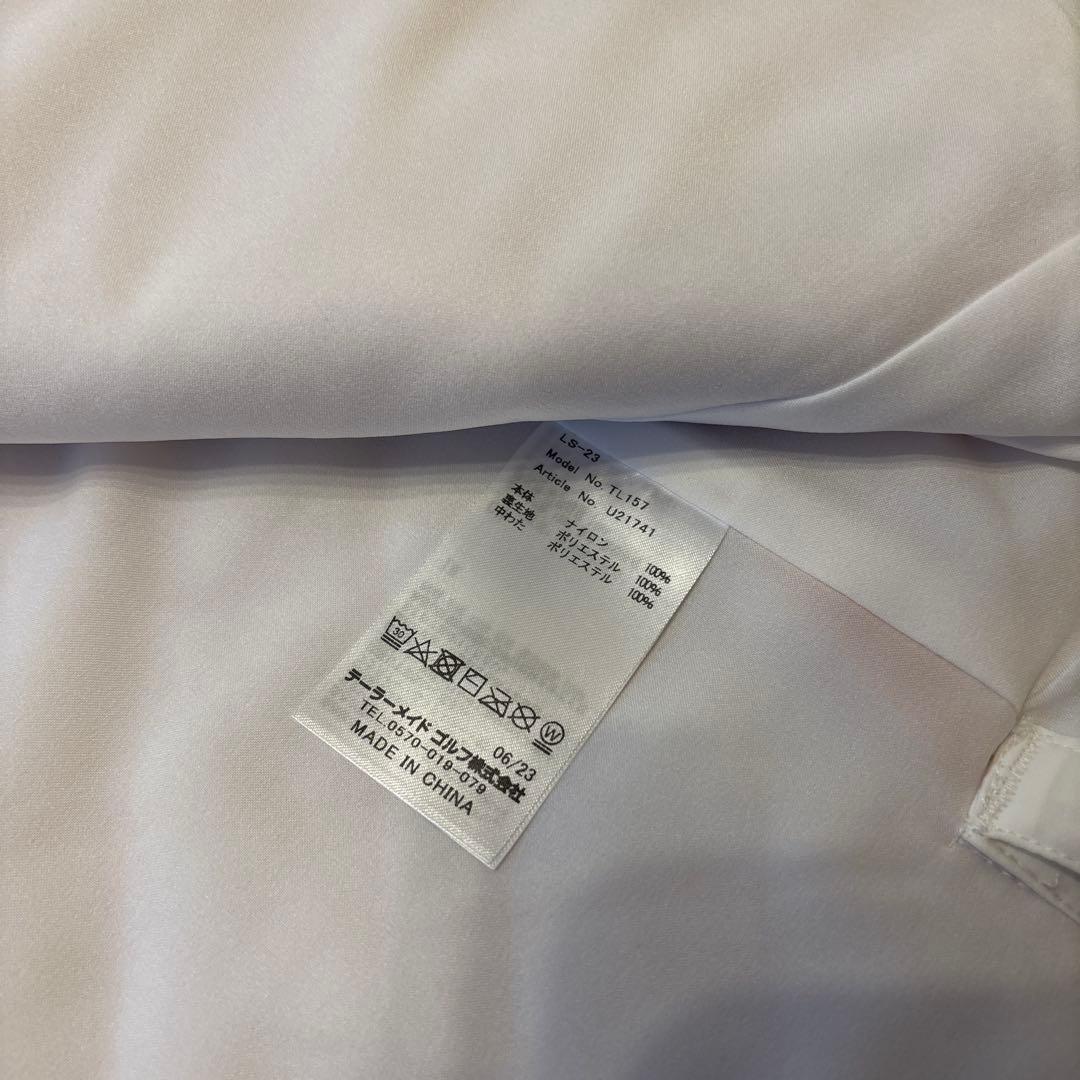 LS-23
Model No. TL157
Article No. U21741
本体 ナイロン 100%
裏生地 ポリエステル 100%
中わた ポリエステル 100%
30
W
06/23
テーラーメイド ゴルフ株式会社
TEL.0570-019-079
MADE IN CHINA